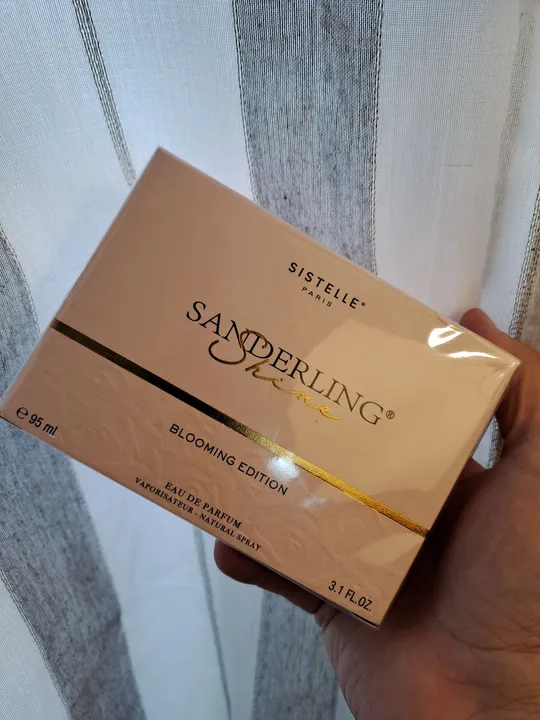 SISTELLE®
PARIS
SANDERLING®
Shine
BLOOMING EDITION
EAU DE PARFUM
VAPORISATEUR - NATURAL SPRAY
℮ 95 ml
3.1 FL.OZ.